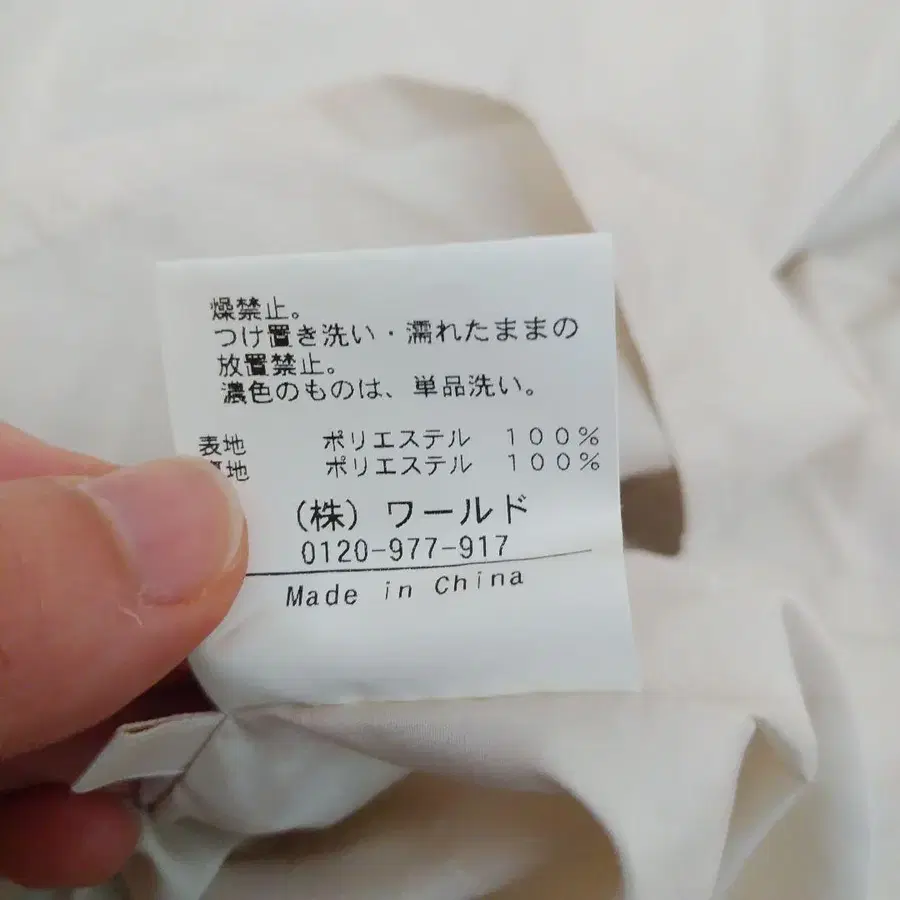 燥禁止。
つけ置き洗い・濡れたままの
放置禁止。
濃色のものは、単品洗い。
表地 ポリエステル 100%
地 ポリエステル 100%
(株) ワールド
0120-977-917
Made in China